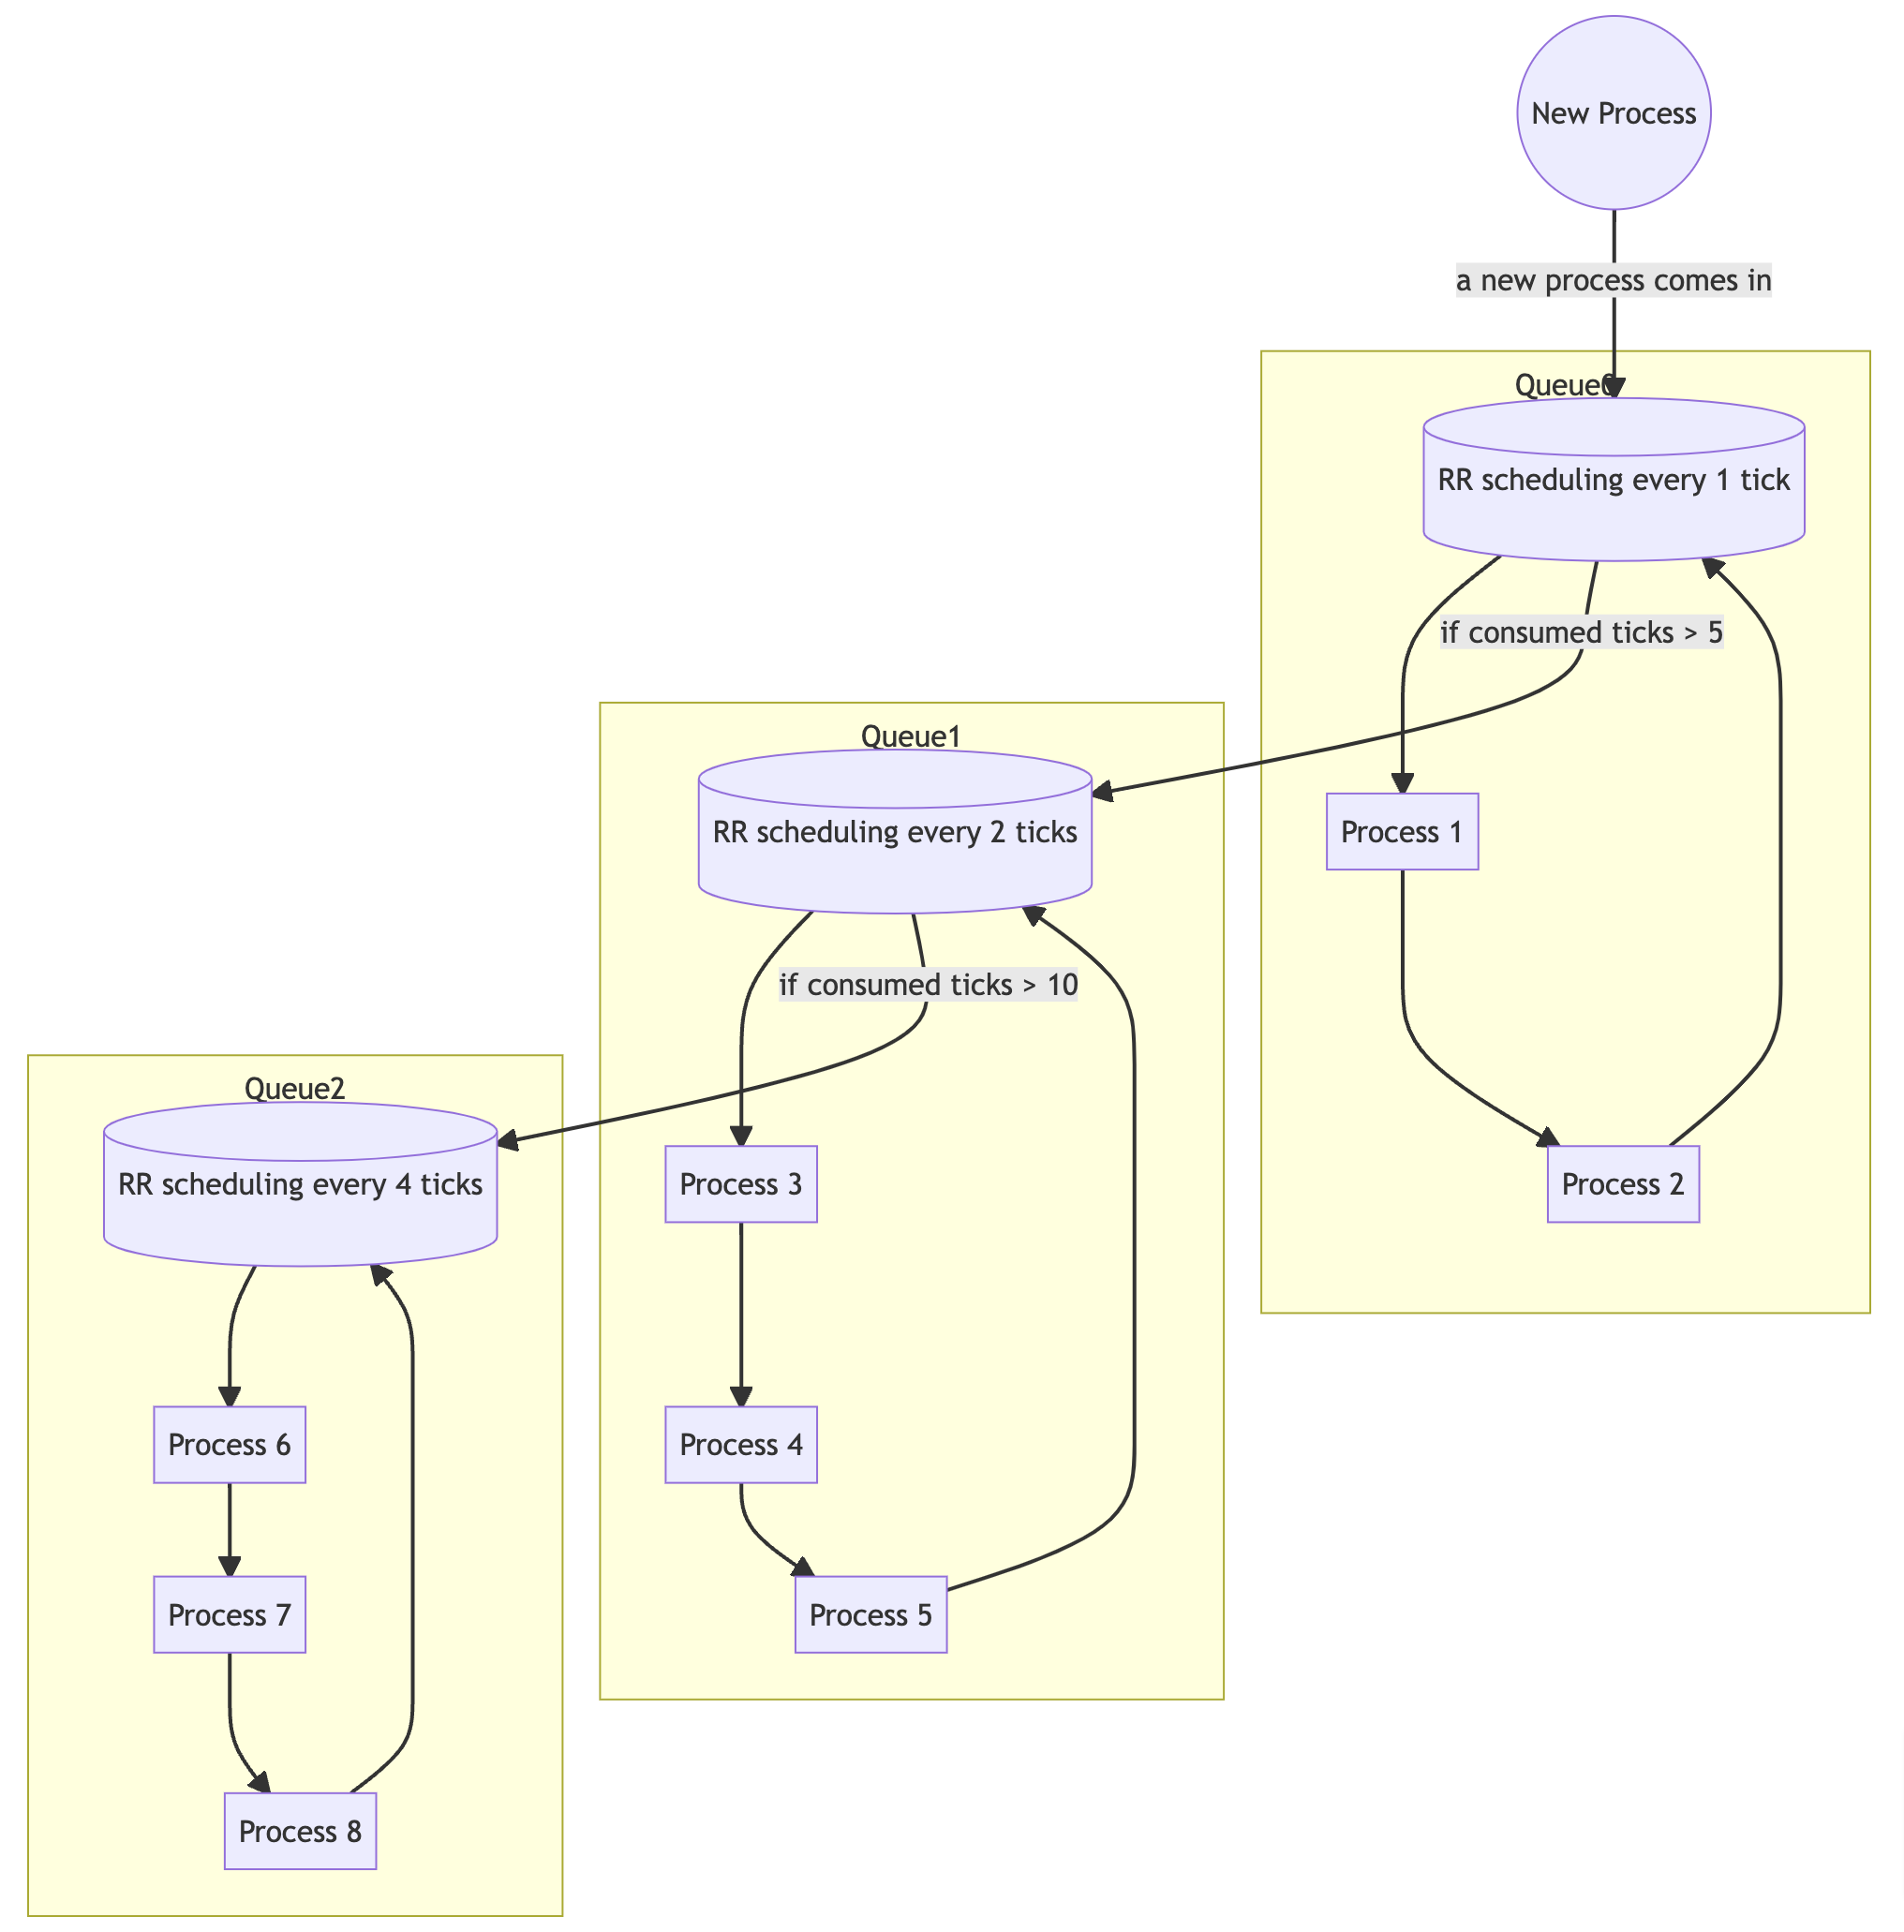 New Process
a new process comes in
Queue0
RR scheduling every 1 tick
if consumed ticks > 5
Process 1
Process 2
Queue1
RR scheduling every 2 ticks
if consumed ticks > 10
Process 3
Process 4
Process 5
Queue2
RR scheduling every 4 ticks
Process 6
Process 7
Process 8